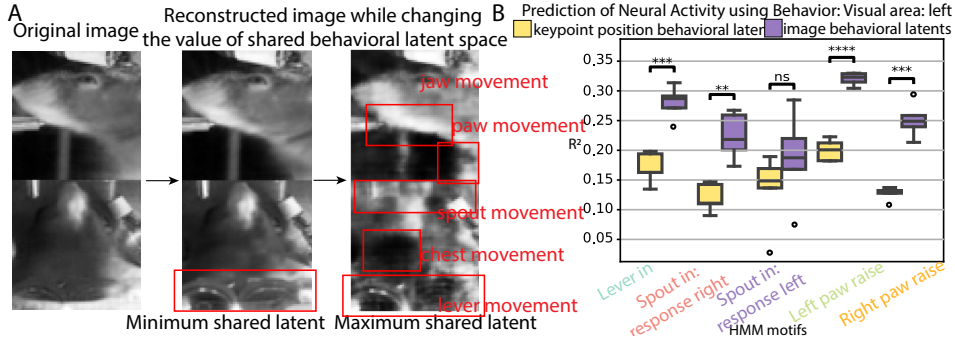 A
Original image
Reconstructed image while changing
the value of shared behavioral latent space
jaw movement
paw movement
spout movement
chest movement
lever movement
Minimum shared latent
Maximum shared latent
B
Prediction of Neural Activity using Behavior: Visual area: left
keypoint position behavioral laten
image behavioral latents
R²
0,35
0,30
0,25
0,20
0,15
0,10
0,05
***
**
ns
****
***
Lever in
Spout in:
response right
Spout in:
response left
Left paw raise
Right paw raise
HMM motifs